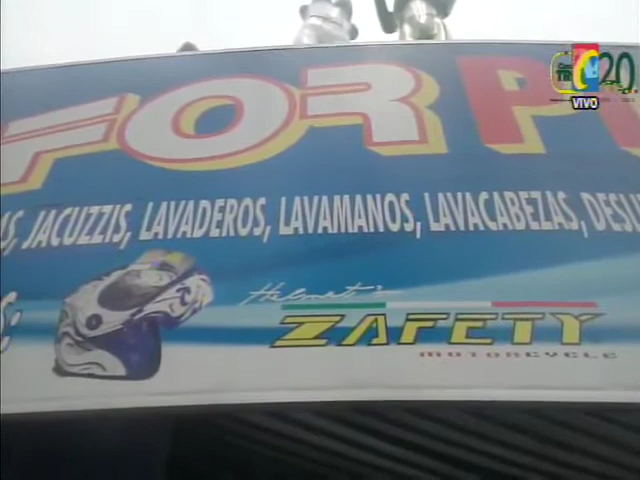 FOR
JACUZZIS, LAVADEROS, LAVAMANOS, LAVACABEZAS,
Helmets
ZAFETY
MOTORCYCLE
20
VIVO